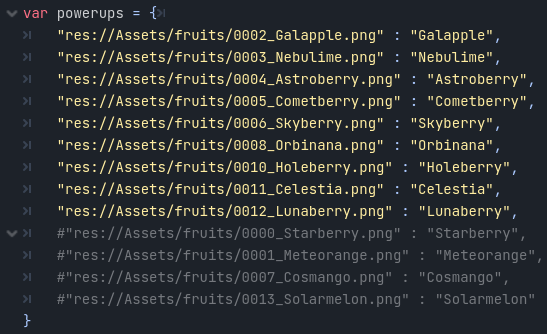 var powerups = {
"res://Assets/fruits/0002_Galapple.png" : "Galapple",
"res://Assets/fruits/0003_Nebulime.png" : "Nebulime",
"res://Assets/fruits/0004_Astroberry.png" : "Astroberry",
"res://Assets/fruits/0005_Cometberry.png" : "Cometberry",
"res://Assets/fruits/0006_Skyberry.png" : "Skyberry",
"res://Assets/fruits/0008_Orbinana.png" : "Orbinana",
"res://Assets/fruits/0010_Holeberry.png" : "Holeberry",
"res://Assets/fruits/0011_Celestia.png" : "Celestia",
"res://Assets/fruits/0012_Lunaberry.png" : "Lunaberry",
#"res://Assets/fruits/0000_Starberry.png" : "Starberry",
#"res://Assets/fruits/0001_Meteorange.png" : "Meteorange",
#"res://Assets/fruits/0007_Cosmango.png" : "Cosmango",
#"res://Assets/fruits/0013_Solarmelon.png" : "Solarmelon"
}